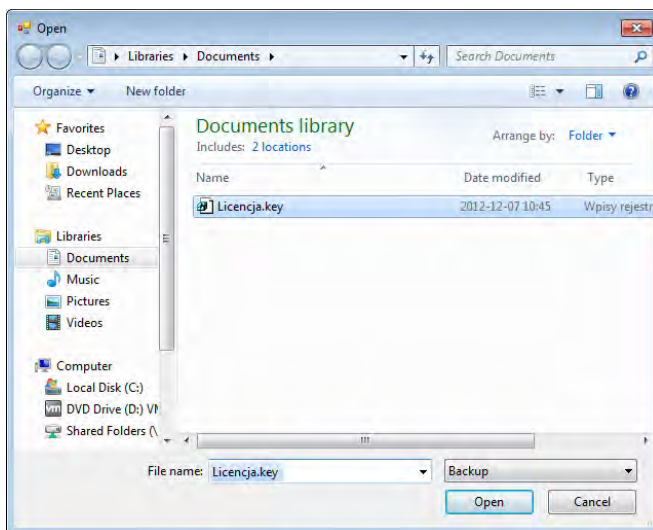 Open
Libraries Documents
Search Documents
Organize New folder
Favorites
Desktop
Downloads
Recent Places
Libraries
Documents
Music
Pictures
Videos
Computer
Local Disk (C:)
DVD Drive (D:) VM
Shared Folders (\
Documents library
Includes: 2 locations
Arrange by: Folder
Name Date modified Type
Licencja.key 2012-12-07 10:45 Wpisy rejestr
File name: Licencja.key Backup
Open Cancel